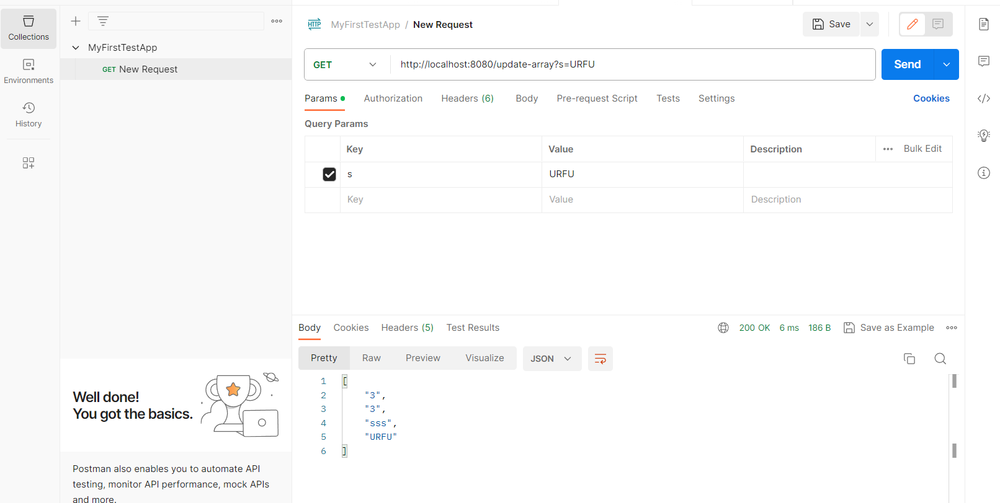 Collections
Environments
History
MyFirstTestApp
GET New Request
Well done!
You got the basics.
Postman also enables you to automate API
testing, monitor API performance, mock APIs
and more.
HTTP MyFirstTestApp / New Request
Save
GET http://localhost:8080/update-array?s=URFU
Send
Params Authorization Headers (6) Body Pre-request Script Tests Settings Cookies
Query Params
Key Value Description Bulk Edit
s URFU
Key Value Description
Body Cookies Headers (5) Test Results 200 OK 6 ms 186 B Save as Example
Pretty Raw Preview Visualize JSON
1 [
2 "3",
3 "3",
4 "sss",
5 "URFU"
6 ]